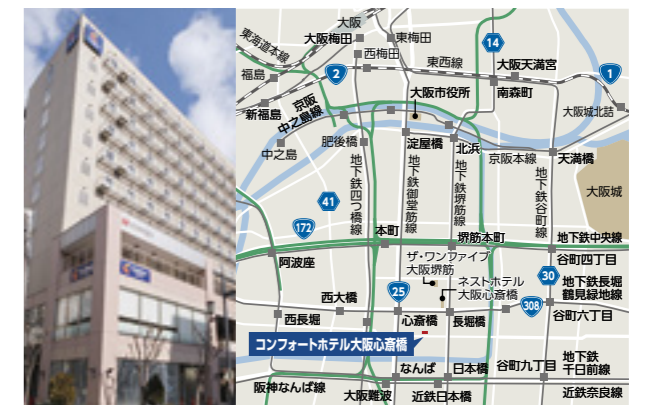 大阪
東海道本線
大阪梅田
東梅田
西梅田
14
東西線
大阪天満宮
福島
2
1
南森町
大阪市役所
新福島
京阪
中之島線
大阪城北詰
肥後橋
淀屋橋
北浜
京阪本線
天満橋
中之島
地下鉄四つ橋線
地下鉄御堂筋線
地下鉄堺筋線
地下鉄谷町線
大阪城
41
172
本町
堺筋本町
地下鉄中央線
谷町四丁目
阿波座
ザ・ワンファイブ
大阪堺筋
30
地下鉄長堀
鶴見緑地線
ネストホテル
大阪心斎橋
25
308
西大橋
西長堀
心斎橋
長堀橋
谷町六丁目
コンフォートホテル大阪心斎橋
なんば
日本橋
谷町九丁目
地下鉄
千日前線
阪神なんば線
大阪難波
近鉄日本橋
近鉄奈良線